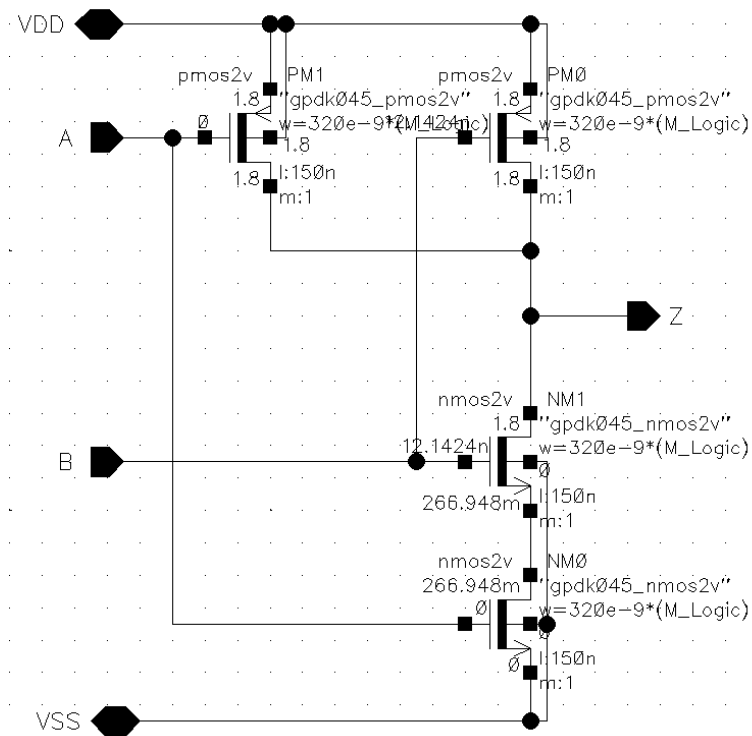 VDD
pmos2v PM1
1.8 "gpdk045_pmos2v"
A
0 w=320e-9*(M_Logic)
1.8
1.8 l:150n
m:1
pmos2v PM0
1.8 "gpdk045_pmos2v"
12.1424n w=320e-9*(M_Logic)
1.8
1.8 l:150n
m:1
Z
nmos2v NM1
1.8 "gpdk045_nmos2v"
B
12.1424n w=320e-9*(M_Logic)
0
266.948m l:150n
m:1
nmos2v NM0
266.948m "gpdk045_nmos2v"
0 w=320e-9*(M_Logic)
0
0 l:150n
m:1
VSS